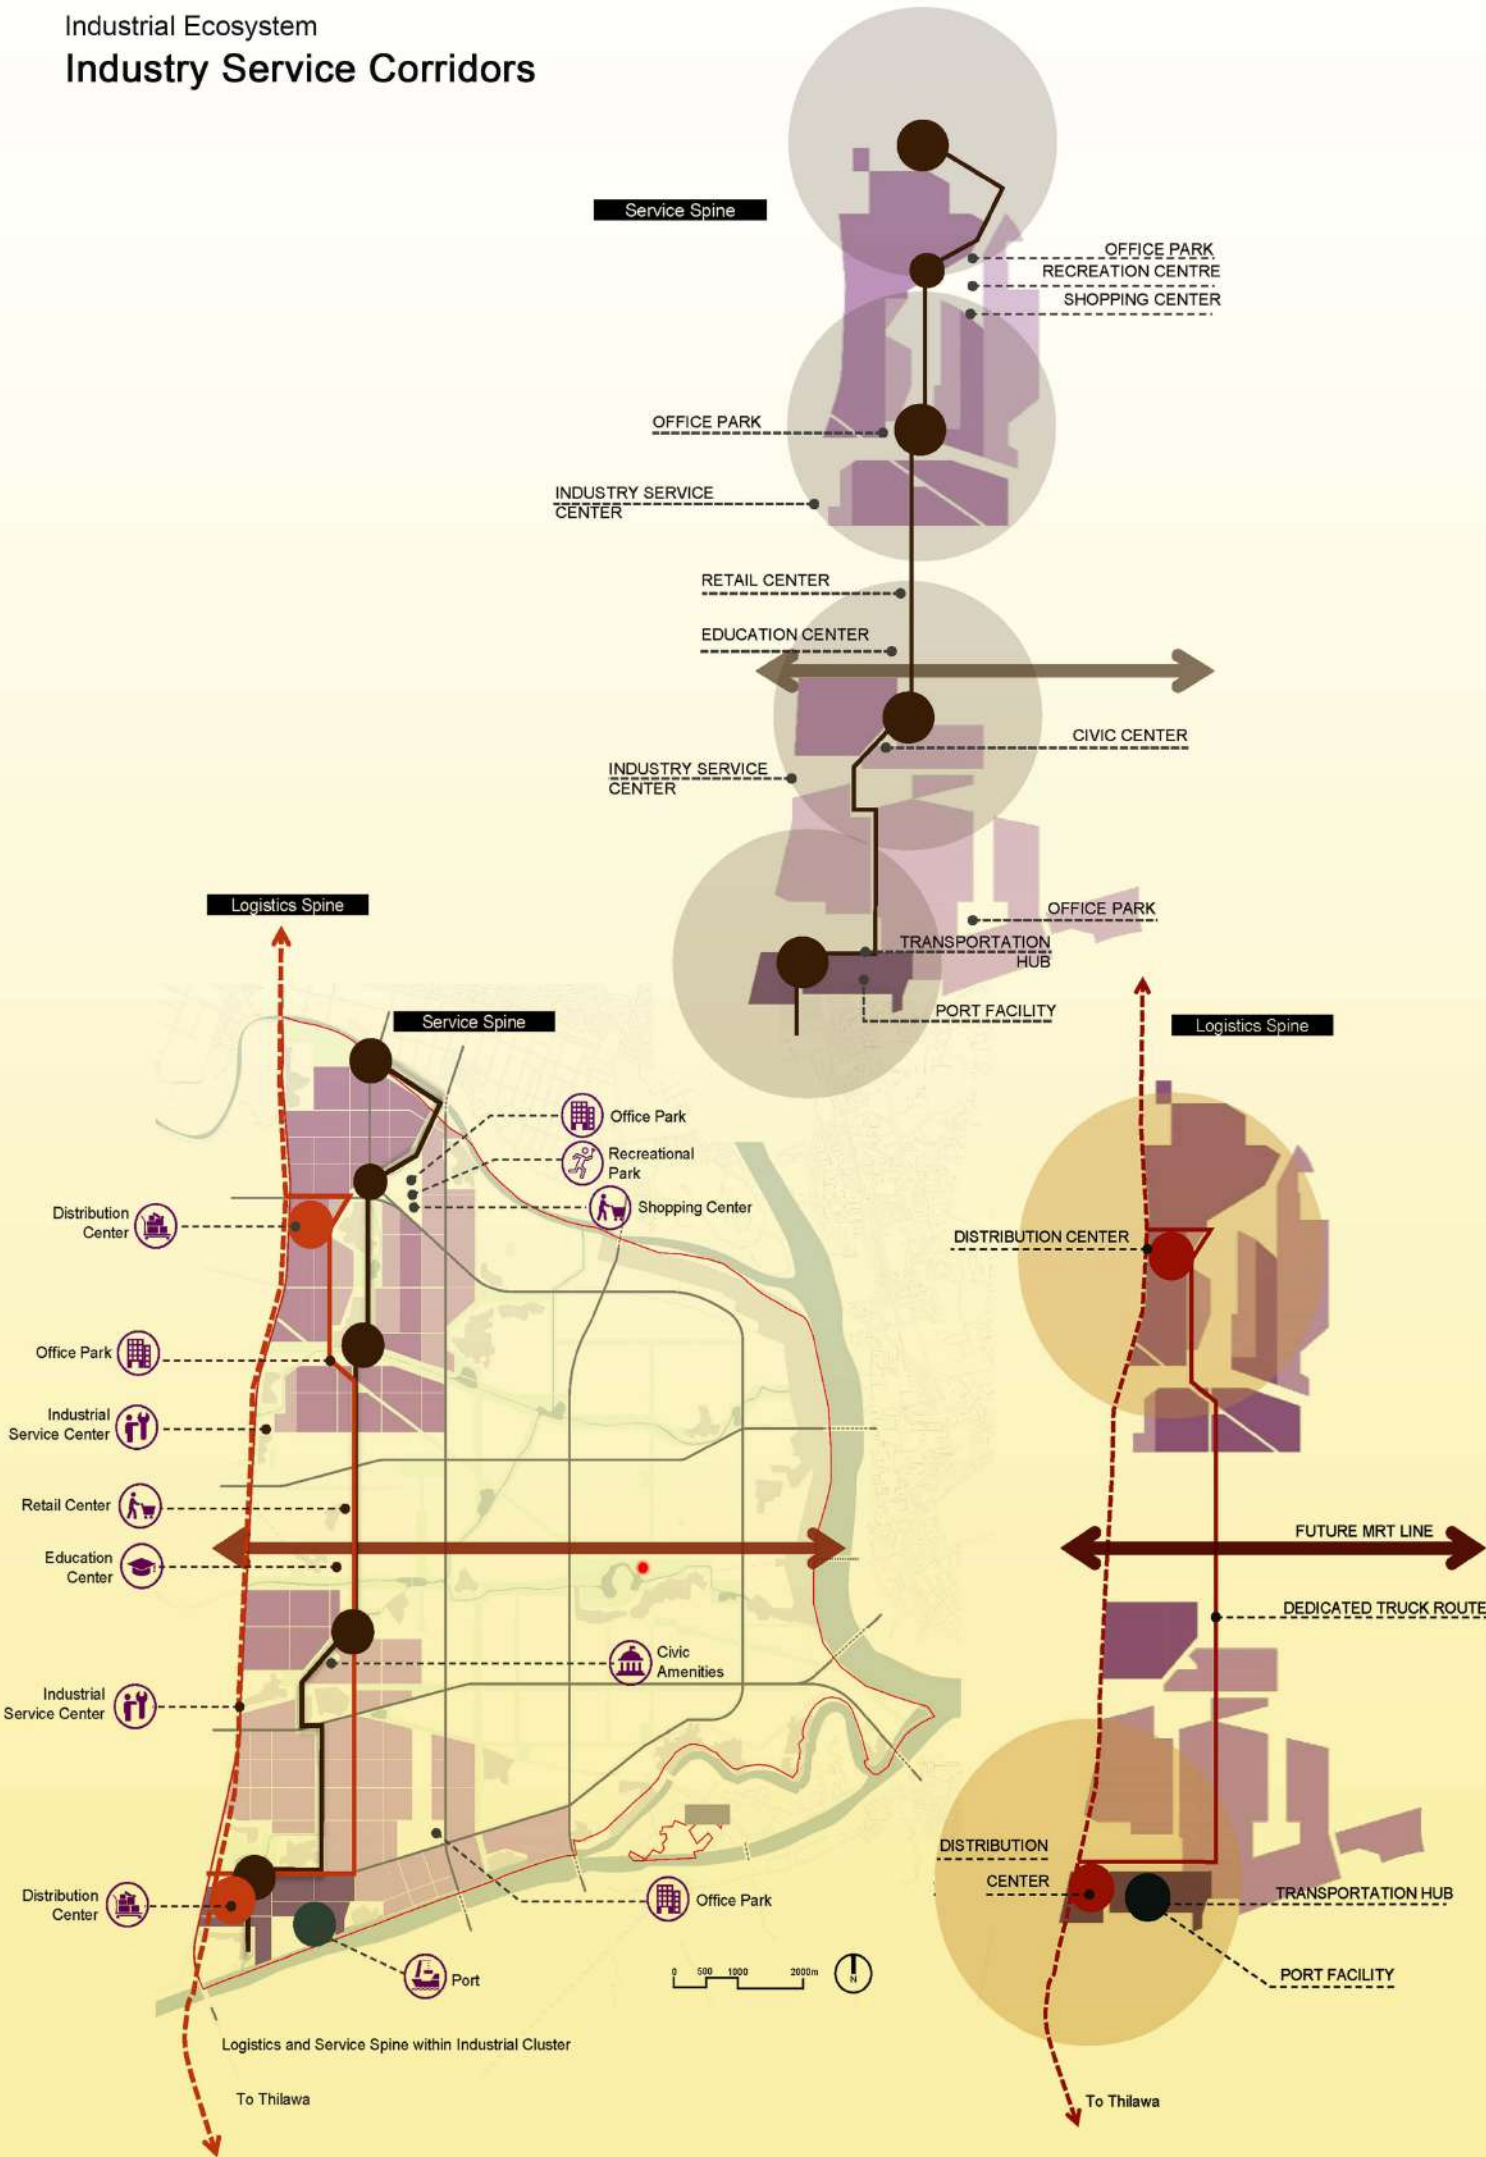 Industrial Ecosystem
Industry Service Corridors
Service Spine
OFFICE PARK
RECREATION CENTRE
SHOPPING CENTER
OFFICE PARK
INDUSTRY SERVICE
CENTER
RETAIL CENTER
EDUCATION CENTER
CIVIC CENTER
INDUSTRY SERVICE
CENTER
OFFICE PARK
TRANSPORTATION
HUB
PORT FACILITY
Logistics Spine
Service Spine
Office Park
Recreational
Park
Shopping Center
Distribution
Center
Office Park
Industrial
Service Center
Retail Center
Education
Center
Civic
Amenities
Industrial
Service Center
Distribution
Center
Office Park
Port
0 500 1000 2000m
N
Logistics and Service Spine within Industrial Cluster
To Thilawa
Logistics Spine
DISTRIBUTION CENTER
FUTURE MRT LINE
DEDICATED TRUCK ROUTE
DISTRIBUTION
CENTER
TRANSPORTATION HUB
PORT FACILITY
To Thilawa